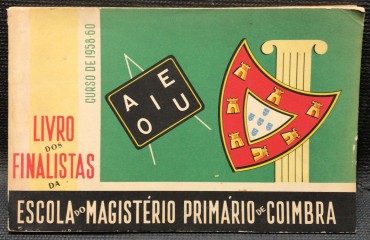 CURSO DE 1958-60
A E
I
O U
LIVRO
DOS
FINALISTAS
DA
ESCOLA DO MAGISTÉRIO PRIMÁRIO DE COIMBRA